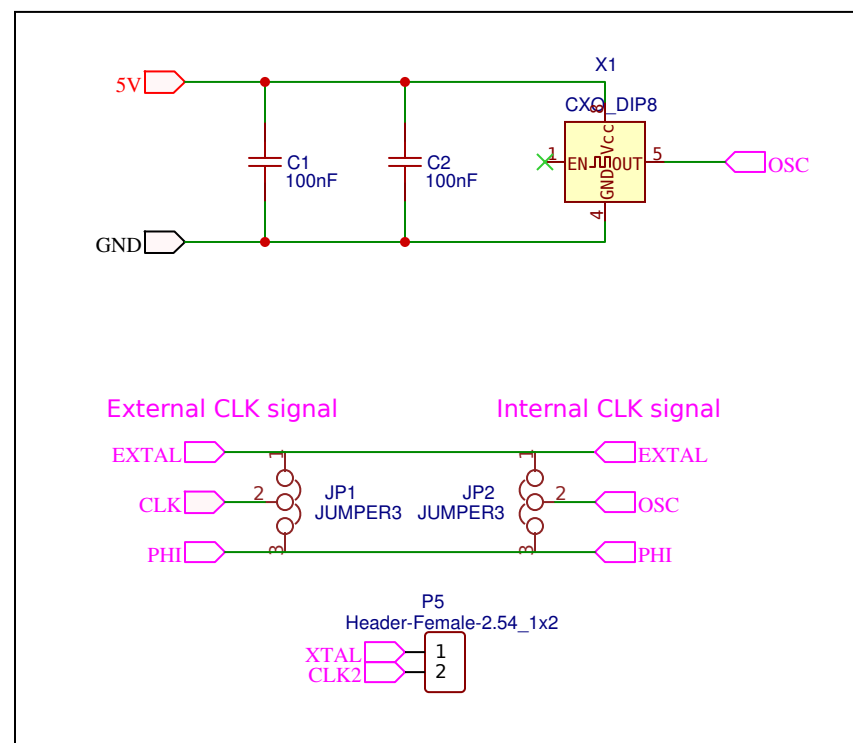 X1
5V
CXO_DIP8
8
Vcc
1
EN
OUT
5
OSC
GND
4
C1
100nF
C2
100nF
GND
External CLK signal
Internal CLK signal
EXTAL
1
1
EXTAL
CLK
2
JP1
JUMPER3
JP2
JUMPER3
2
OSC
PHI
3
3
PHI
P5
Header-Female-2.54_1x2
XTAL
1
CLK2
2